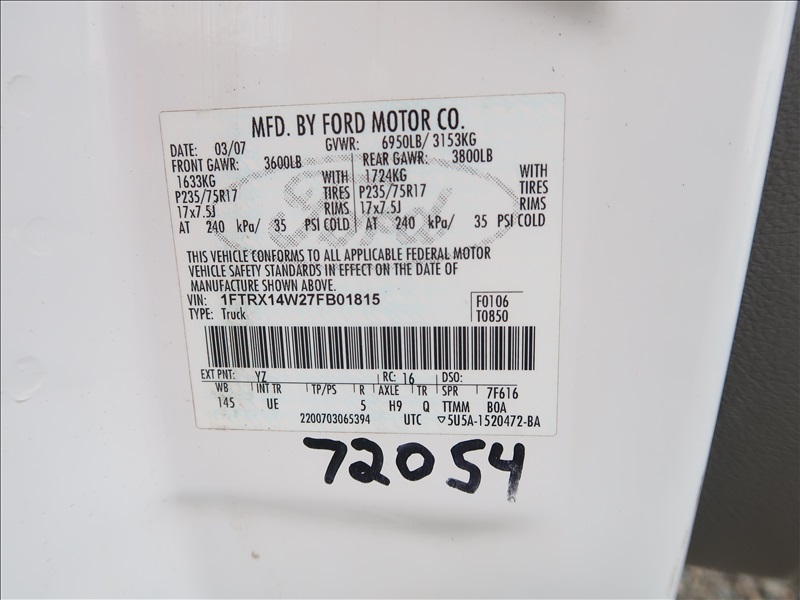 MFD. BY FORD MOTOR CO.
DATE: 03/07 GVWR: 6950LB/ 3153KG
FRONT GAWR: 3600LB REAR GAWR: 3800LB
1633KG WITH 1724KG WITH
P235/75R17 TIRES P235/75R17 TIRES
17x7.5J RIMS 17x7.5J RIMS
AT 240 kPa/ 35 PSI COLD AT 240 kPa/ 35 PSI COLD
Ford
THIS VEHICLE CONFORMS TO ALL APPLICABLE FEDERAL MOTOR
VEHICLE SAFETY STANDARDS IN EFFECT ON THE DATE OF
MANUFACTURE SHOWN ABOVE.
VIN: 1FTRX14W27FB01815 F0106
TYPE: Truck T0850
EXT PNT: YZ RC: 16 DSO:
WB INT TR TP/PS R AXLE TR SPR 7F616
145 UE 5 H9 Q TTMM BOA
2200703065394 UTC ▽5U5A-1520472-BA
72054